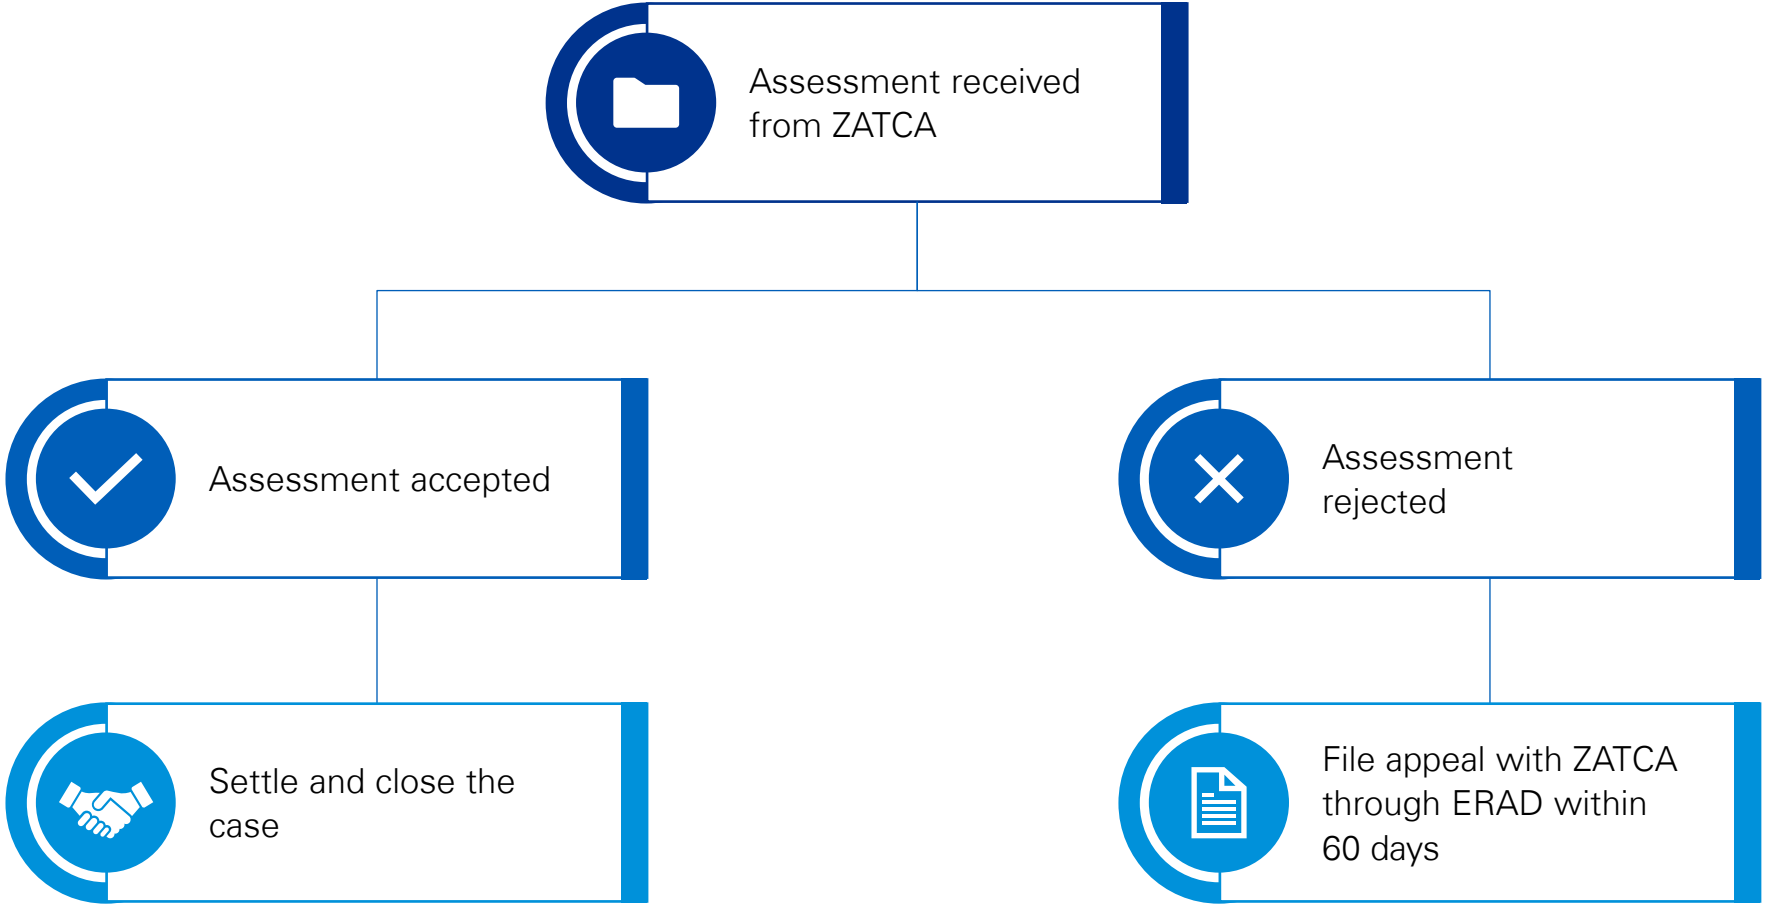 Assessment received
from ZATCA
Assessment accepted
Assessment
rejected
Settle and close the
case
File appeal with ZATCA
through ERAD within
60 days